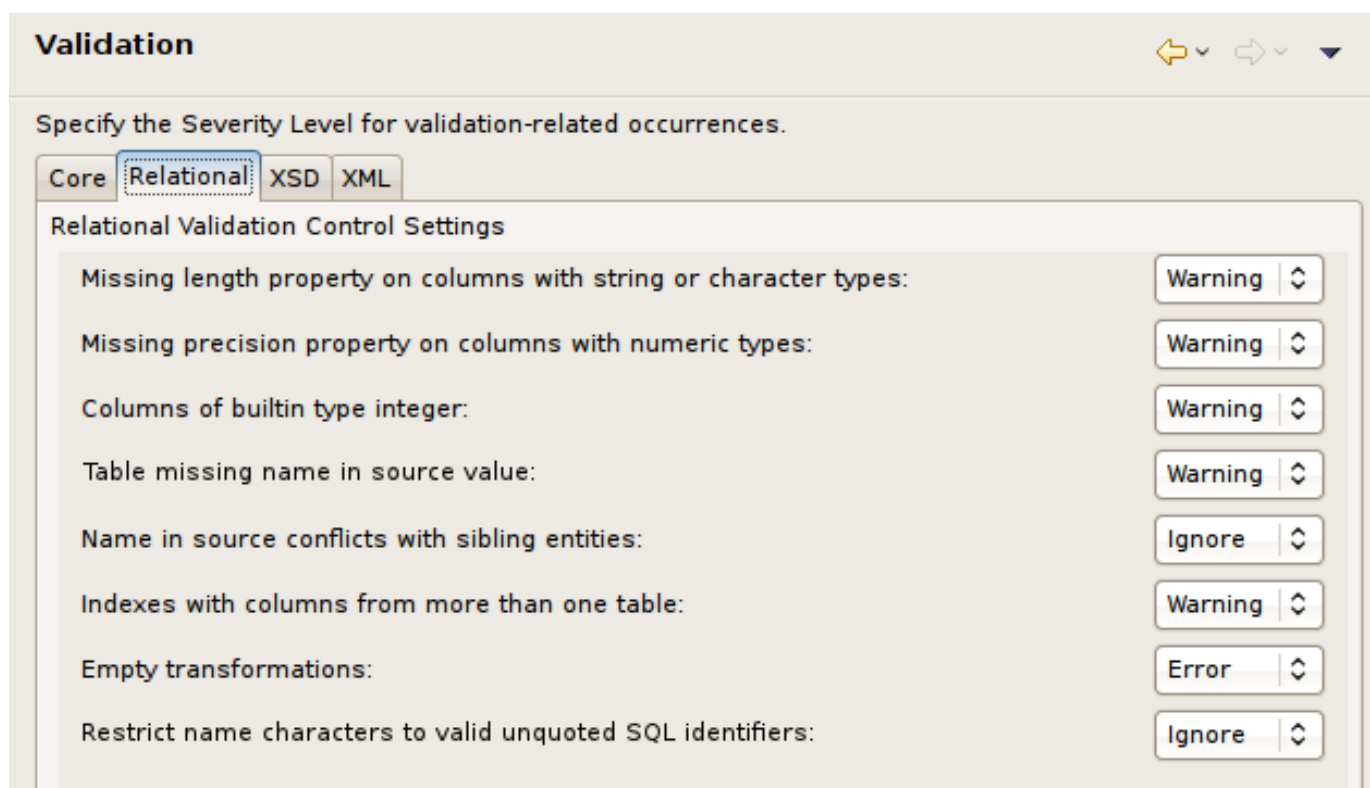 Validation
Specify the Severity Level for validation-related occurrences.
Core Relational XSD XML
Relational Validation Control Settings
Missing length property on columns with string or character types: Warning
Missing precision property on columns with numeric types: Warning
Columns of builtin type integer: Warning
Table missing name in source value: Warning
Name in source conflicts with sibling entities: Ignore
Indexes with columns from more than one table: Warning
Empty transformations: Error
Restrict name characters to valid unquoted SQL identifiers: Ignore